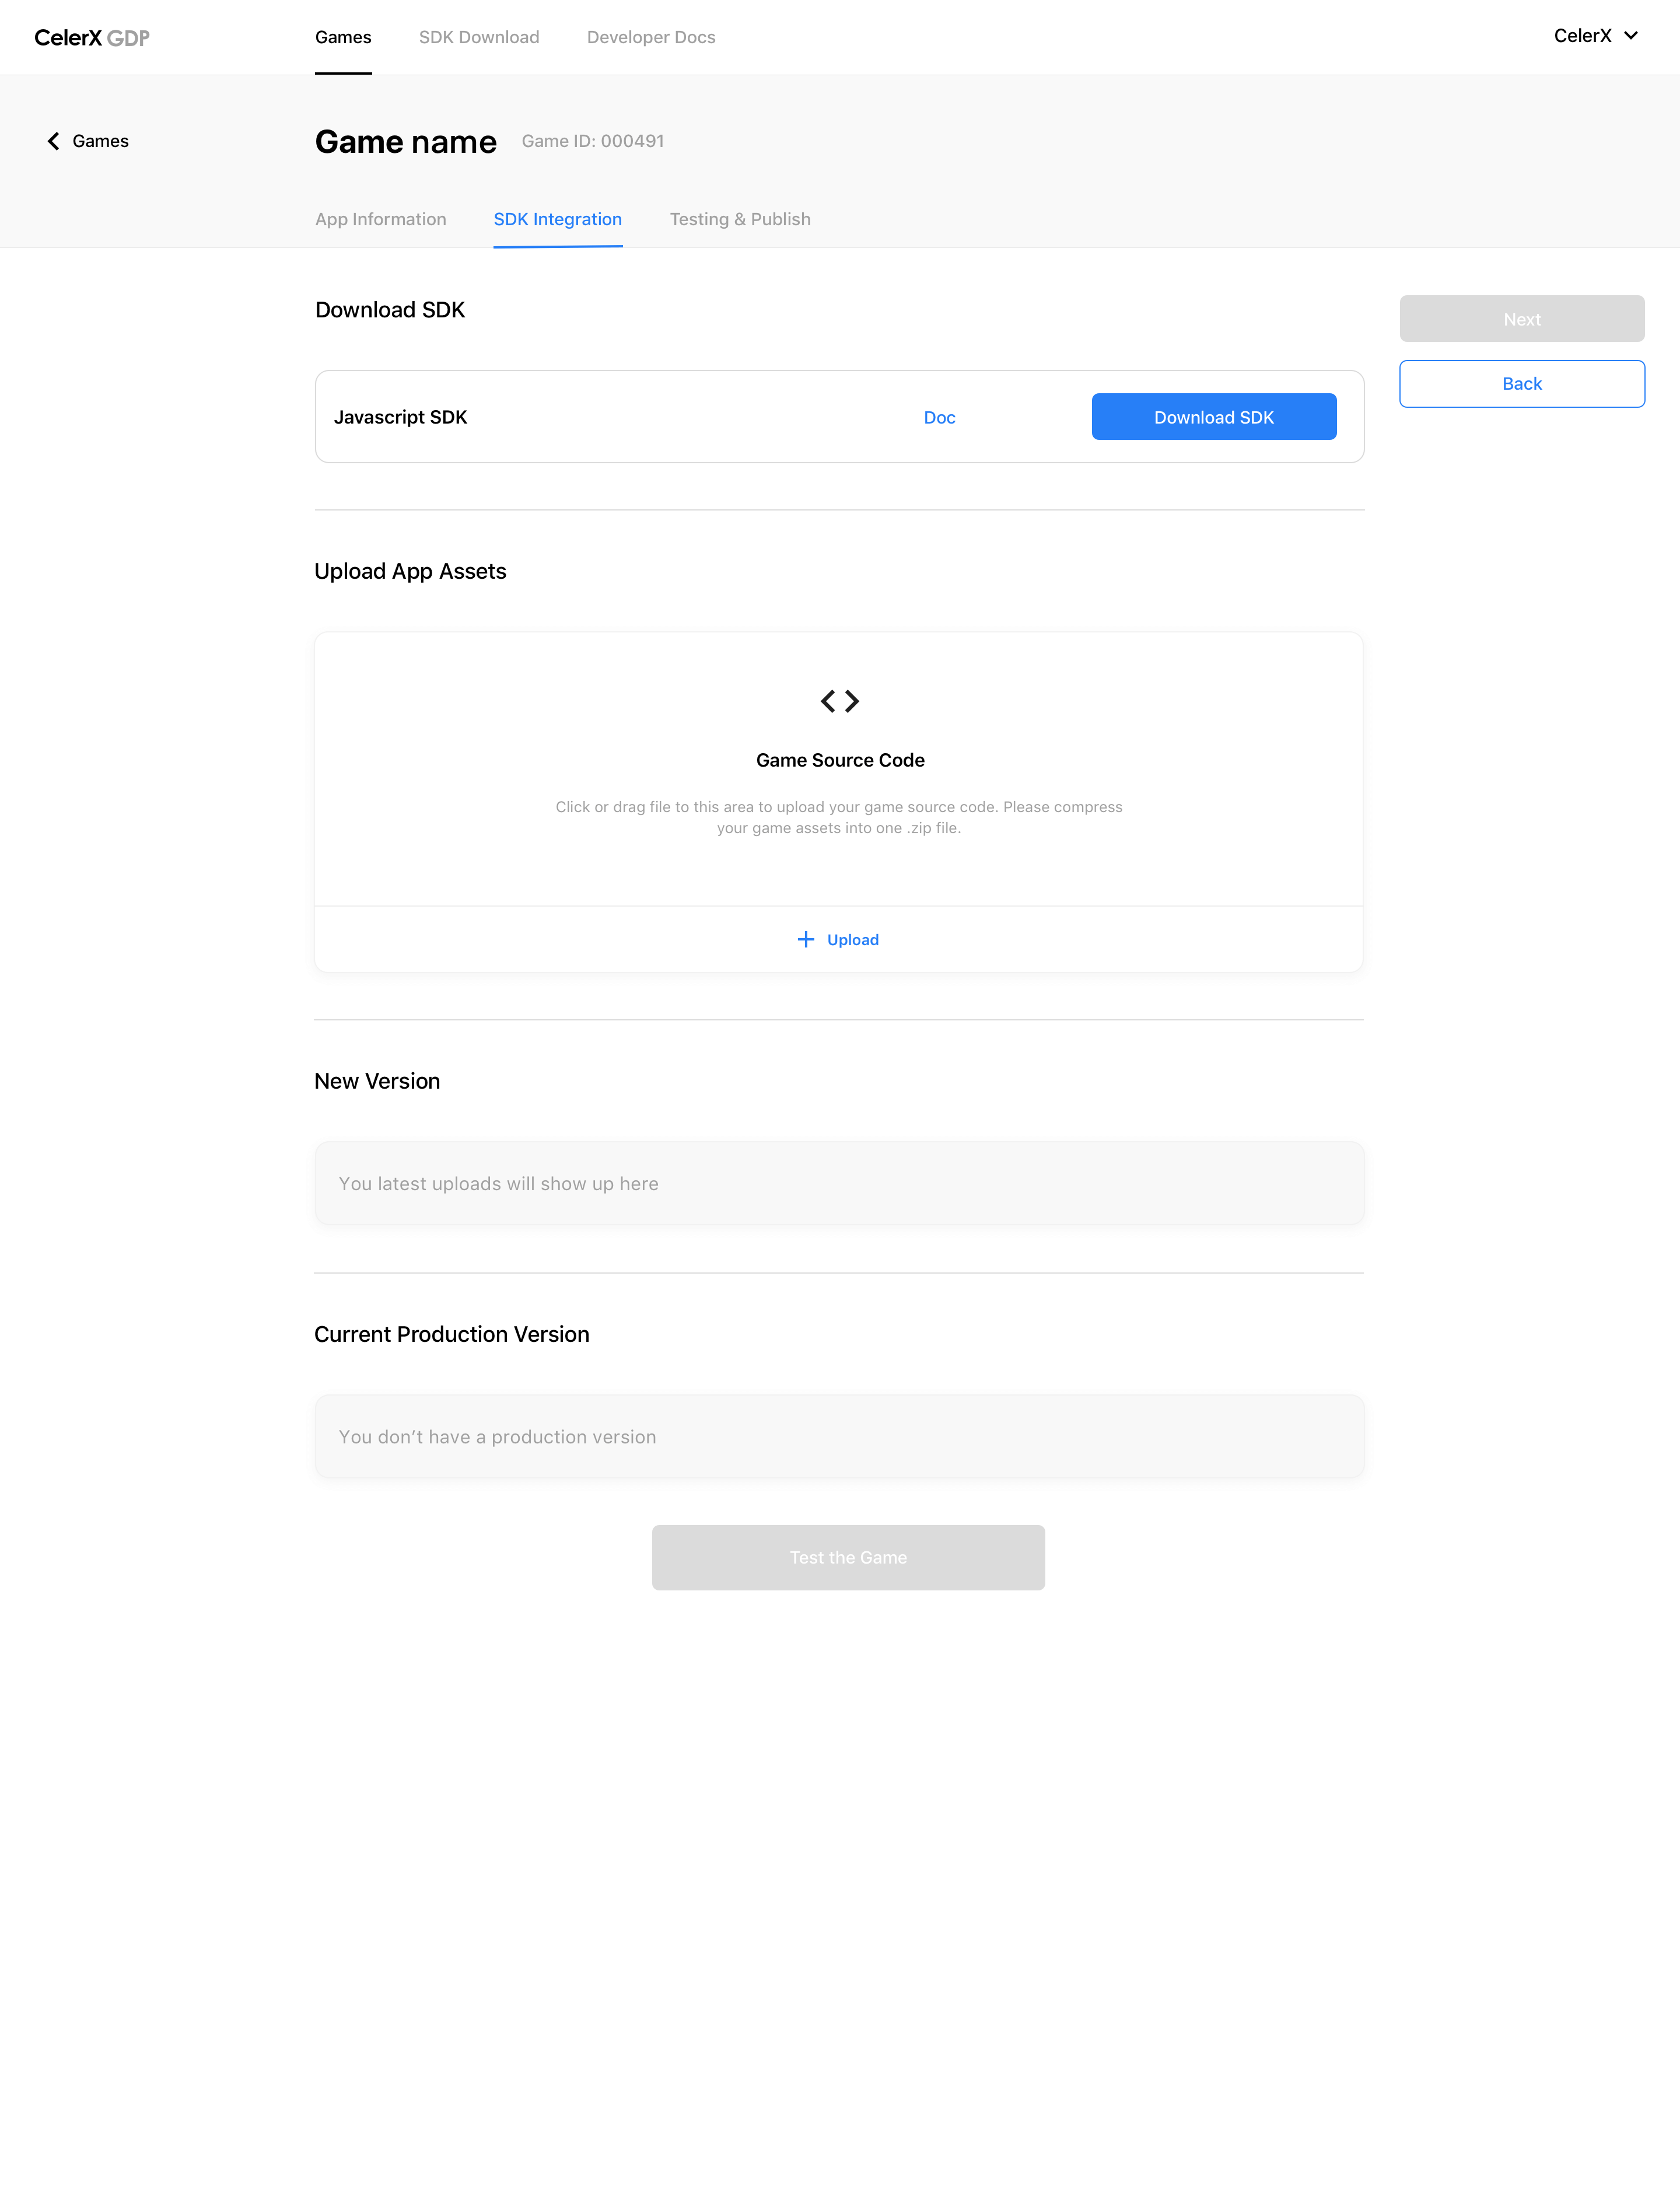 CelerX GDP
Games
SDK Download
Developer Docs
CelerX
Games
Game name
Game ID: 000491
App Information
SDK Integration
Testing & Publish
Download SDK
Next
Back
Javascript SDK
Doc
Download SDK
Upload App Assets
Game Source Code
Click or drag file to this area to upload your game source code. Please compress
your game assets into one .zip file.
Upload
New Version
You latest uploads will show up here
Current Production Version
You don’t have a production version
Test the Game